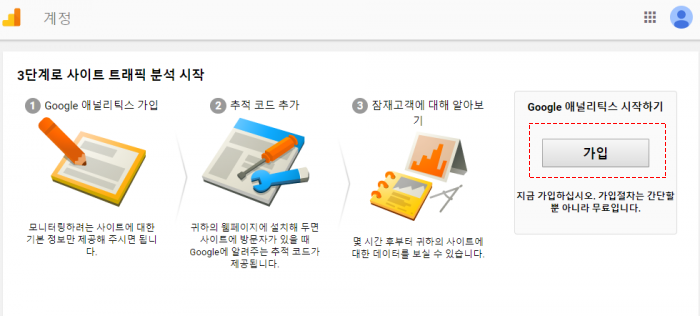 계정
3단계로 사이트 트래픽 분석 시작
1 Google 애널리틱스 가입
모니터링하려는 사이트에 대한
기본 정보만 제공해 주시면 됩니
다.
2 추적 코드 추가
귀하의 웹페이지에 설치해 두면
사이트에 방문자가 있을 때
Google에 알려주는 추적 코드가
제공됩니다.
3 잠재고객에 대해 알아보
기
몇 시간 후부터 귀하의 사이트에
대한 데이터를 보실 수 있습니다.
Google 애널리틱스 시작하기
가입
지금 가입하십시오. 가입절차는 간단할
뿐 아니라 무료입니다.